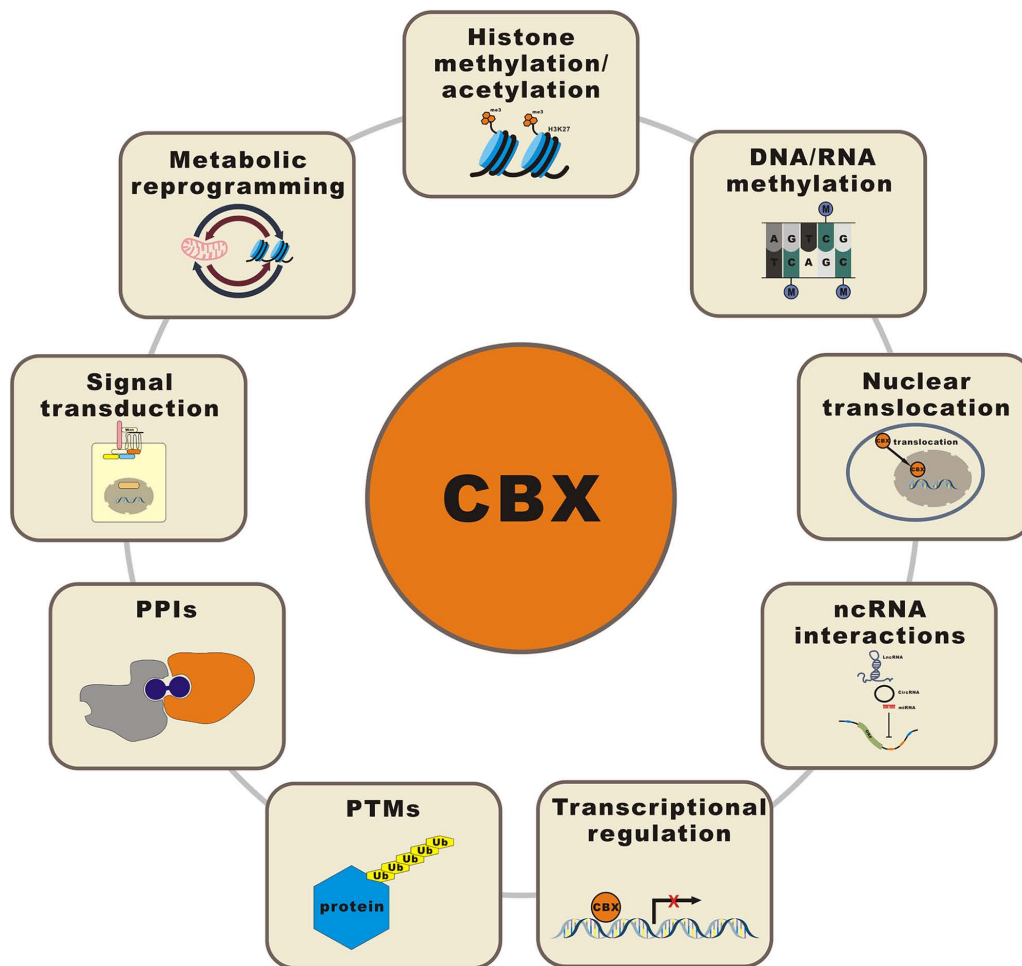 Histone
methylation/
acetylation
me3
me3
H3K27
DNA/RNA
methylation
M
A G T C G
T C A G C
M
M
Nuclear
translocation
CBX
translocation
CBX
ncRNA
interactions
LncRNA
CircRNA
miRNA
Transcriptional
regulation
CBX
X
PTMs
Ub
Ub
Ub
Ub
Ub
protein
PPIs
Signal
transduction
Metabolic
reprogramming
CBX